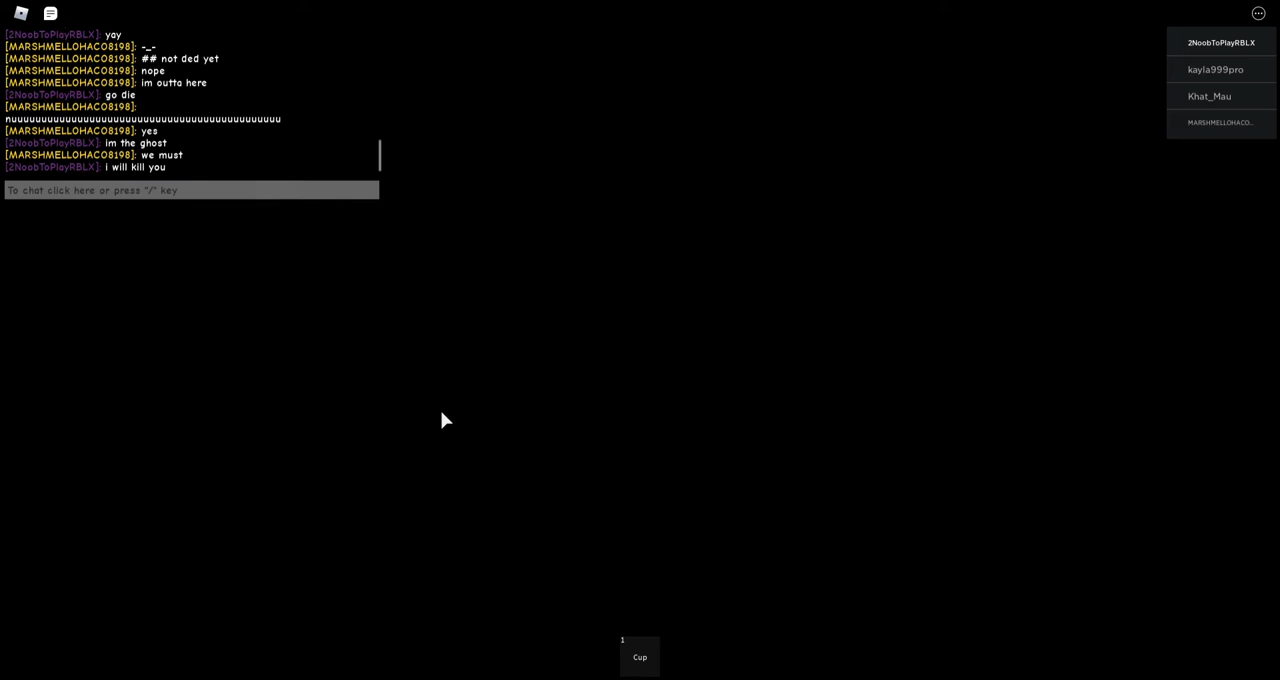 [2NoobToPlayRBLX]: yay
[MARSHMELLOHACO8198]: -_-
[MARSHMELLOHACO8198]: ## not ded yet
[MARSHMELLOHACO8198]: nope
[MARSHMELLOHACO8198]: im outta here
[2NoobToPlayRBLX]: go die
[MARSHMELLOHACO8198]:
nuuuuuuuuuuuuuuuuuuuuuuuuuuuuuuuuuuuuuuuuuuuuu
[MARSHMELLOHACO8198]: yes
[2NoobToPlayRBLX]: im the ghost
[MARSHMELLOHACO8198]: we must
[2NoobToPlayRBLX]: i will kill you
To chat click here or press "/" key
2NoobToPlayRBLX
kayla999pro
Khat_Mau
MARSHMELLOHACO...
1
Cup